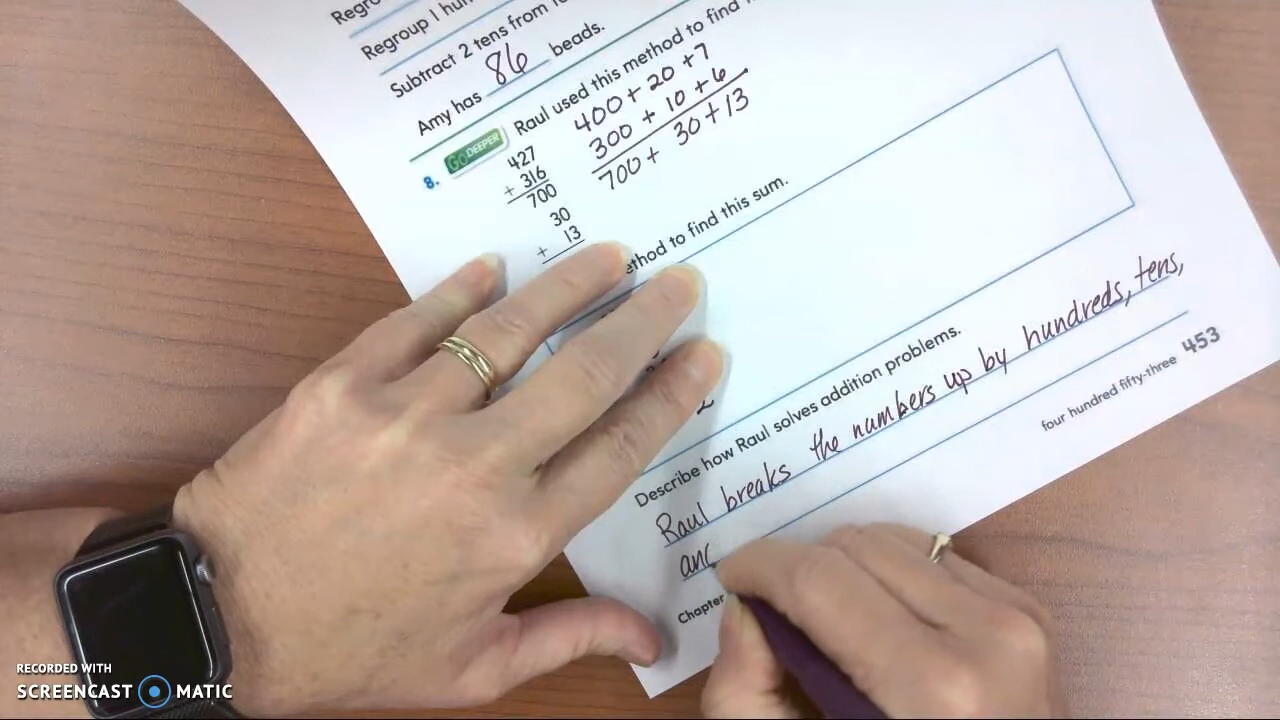 Regroup 1 hun
Subtract 2 tens from
Amy has 86 beads.
8. GO DEEPER Raul used this method to find
427
+ 316
700
30
+ 13
400 + 20 + 7
300 + 10 + 6
700 + 30 + 13
method to find this sum.
Describe how Raul solves addition problems.
Raul breaks the numbers up by hundreds, tens,
and
Chapter
four hundred fifty-three 453
RECORDED WITH
SCREENCAST MATIC